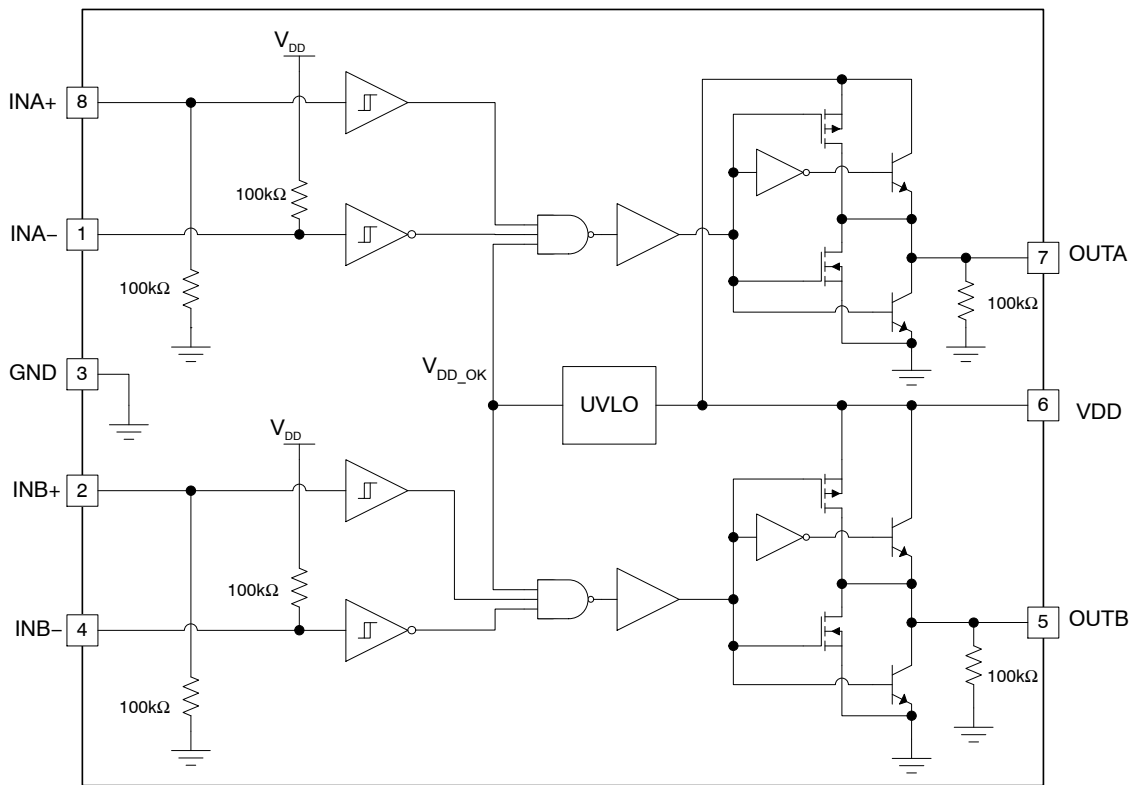 V_DD
INA+ 8
100kΩ
INA− 1
7 OUTA
100kΩ
100kΩ
GND 3
V_DD_OK
UVLO
6 VDD
V_DD
INB+ 2
100kΩ
INB− 4
5 OUTB
100kΩ
100kΩ